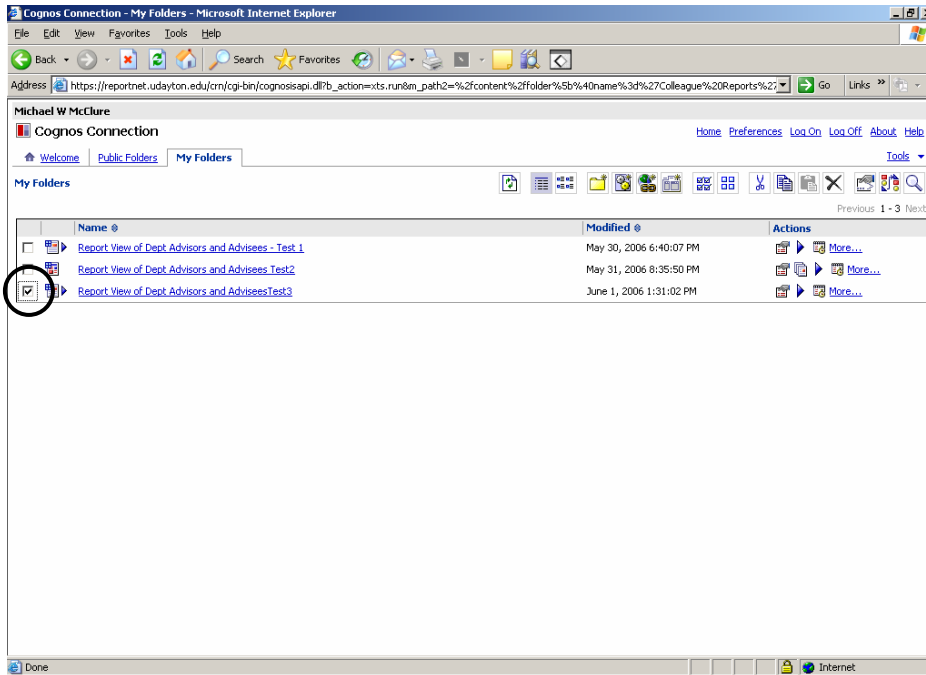 Cognos Connection - My Folders - Microsoft Internet Explorer
File Edit View Favorites Tools Help
Back Search Favorites
Address https://reportnet.udayton.edu/crn/cgi-bin/cognosisapi.dll?b_action=xts.run&m_path2=%2fcontent%2ffolder%5b%40name%3d%27Colleague%20Reports%27 Go Links »
Michael W McClure
Cognos Connection Home Preferences Log On Log Off About Help
Welcome Public Folders My Folders Tools
My Folders
Previous 1 - 3 Next
Name Modified Actions
Report View of Dept Advisors and Advisees - Test 1 May 30, 2006 6:40:07 PM More...
Report View of Dept Advisors and Advisees Test2 May 31, 2006 8:35:50 PM More...
Report View of Dept Advisors and AdviseesTest3 June 1, 2006 1:31:02 PM More...
Done Internet